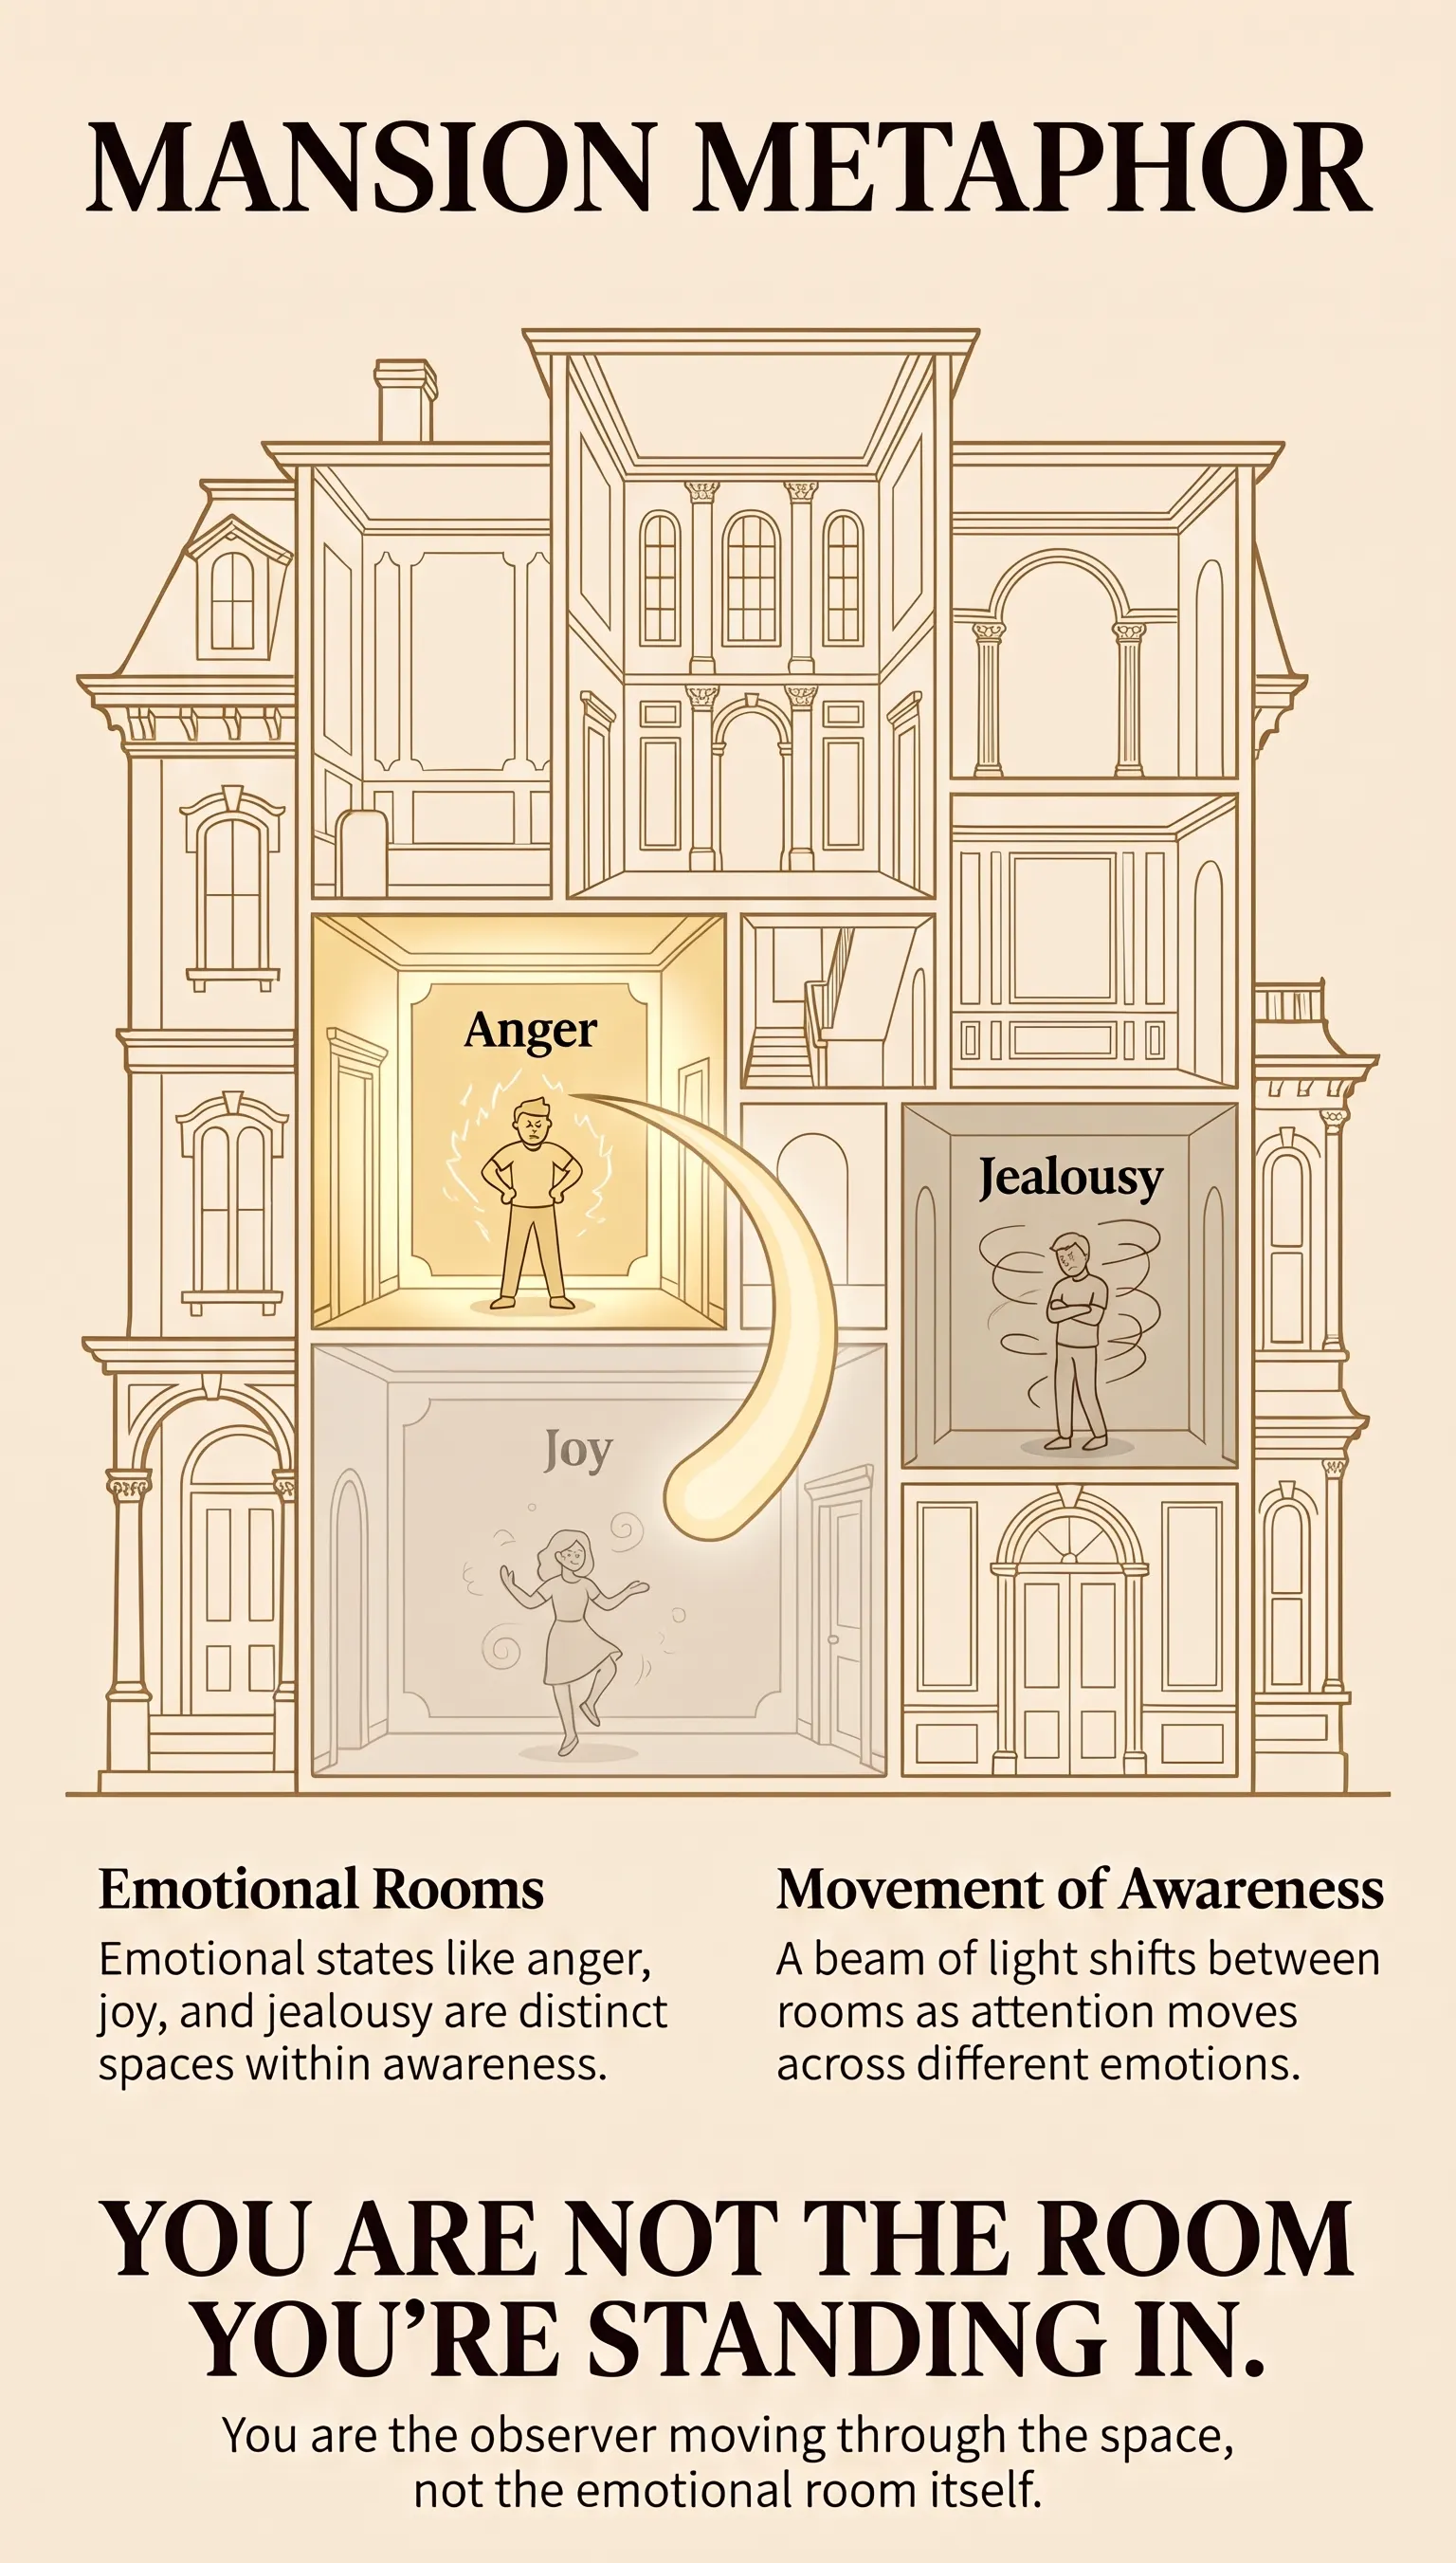 MANSION METAPHOR
Anger
Jealousy
Joy
Emotional Rooms
Emotional states like anger,
joy, and jealousy are distinct
spaces within awareness.
Movement of Awareness
A beam of light shifts between
rooms as attention moves
across different emotions.
YOU ARE NOT THE ROOM
YOU’RE STANDING IN.
You are the observer moving through the space,
not the emotional room itself.